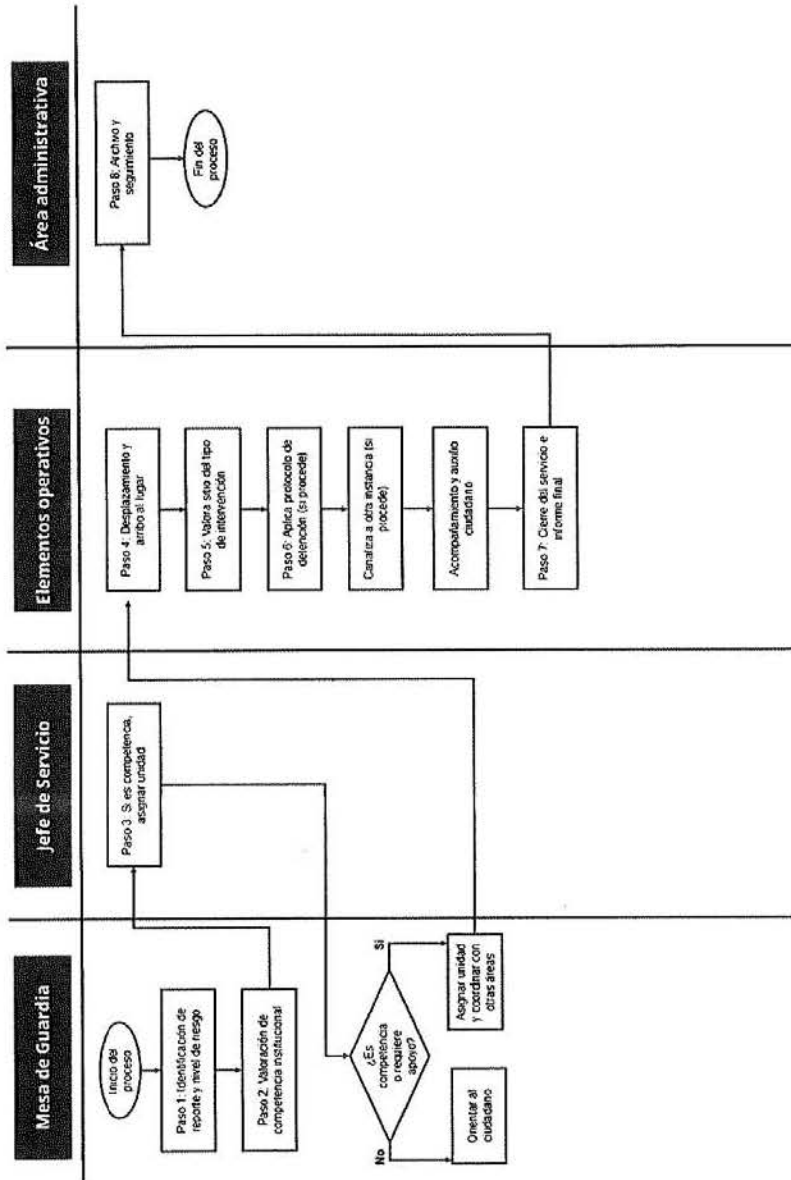 Mesa de Guardia
Jefe de Servicio
Elementos operativos
Área administrativa
Inicio del
proceso
Paso 1: Identificación de
reporte y nivel de riesgo
Paso 2. Valoración de
competencia institucional
¿Es
competencia
o requiere
apoyo?
No
Si
Orientar al
ciudadano
Asignar unidad
y coordinar con
otras áreas
Paso 3. Si es competencia,
asignar unidad
Paso 4: Desplazamiento y
arribo al lugar
Paso 5: Valora sitio del tipo
de intervención
Paso 6: Aplica protocolo de
detención (si procede)
Canaliza a otra instancia (si
procede)
Acompañamiento y auxilio
ciudadano
Paso 7: Cierre del servicio e
informe final
Paso 8: Archivo y
seguimiento
Fin del
proceso